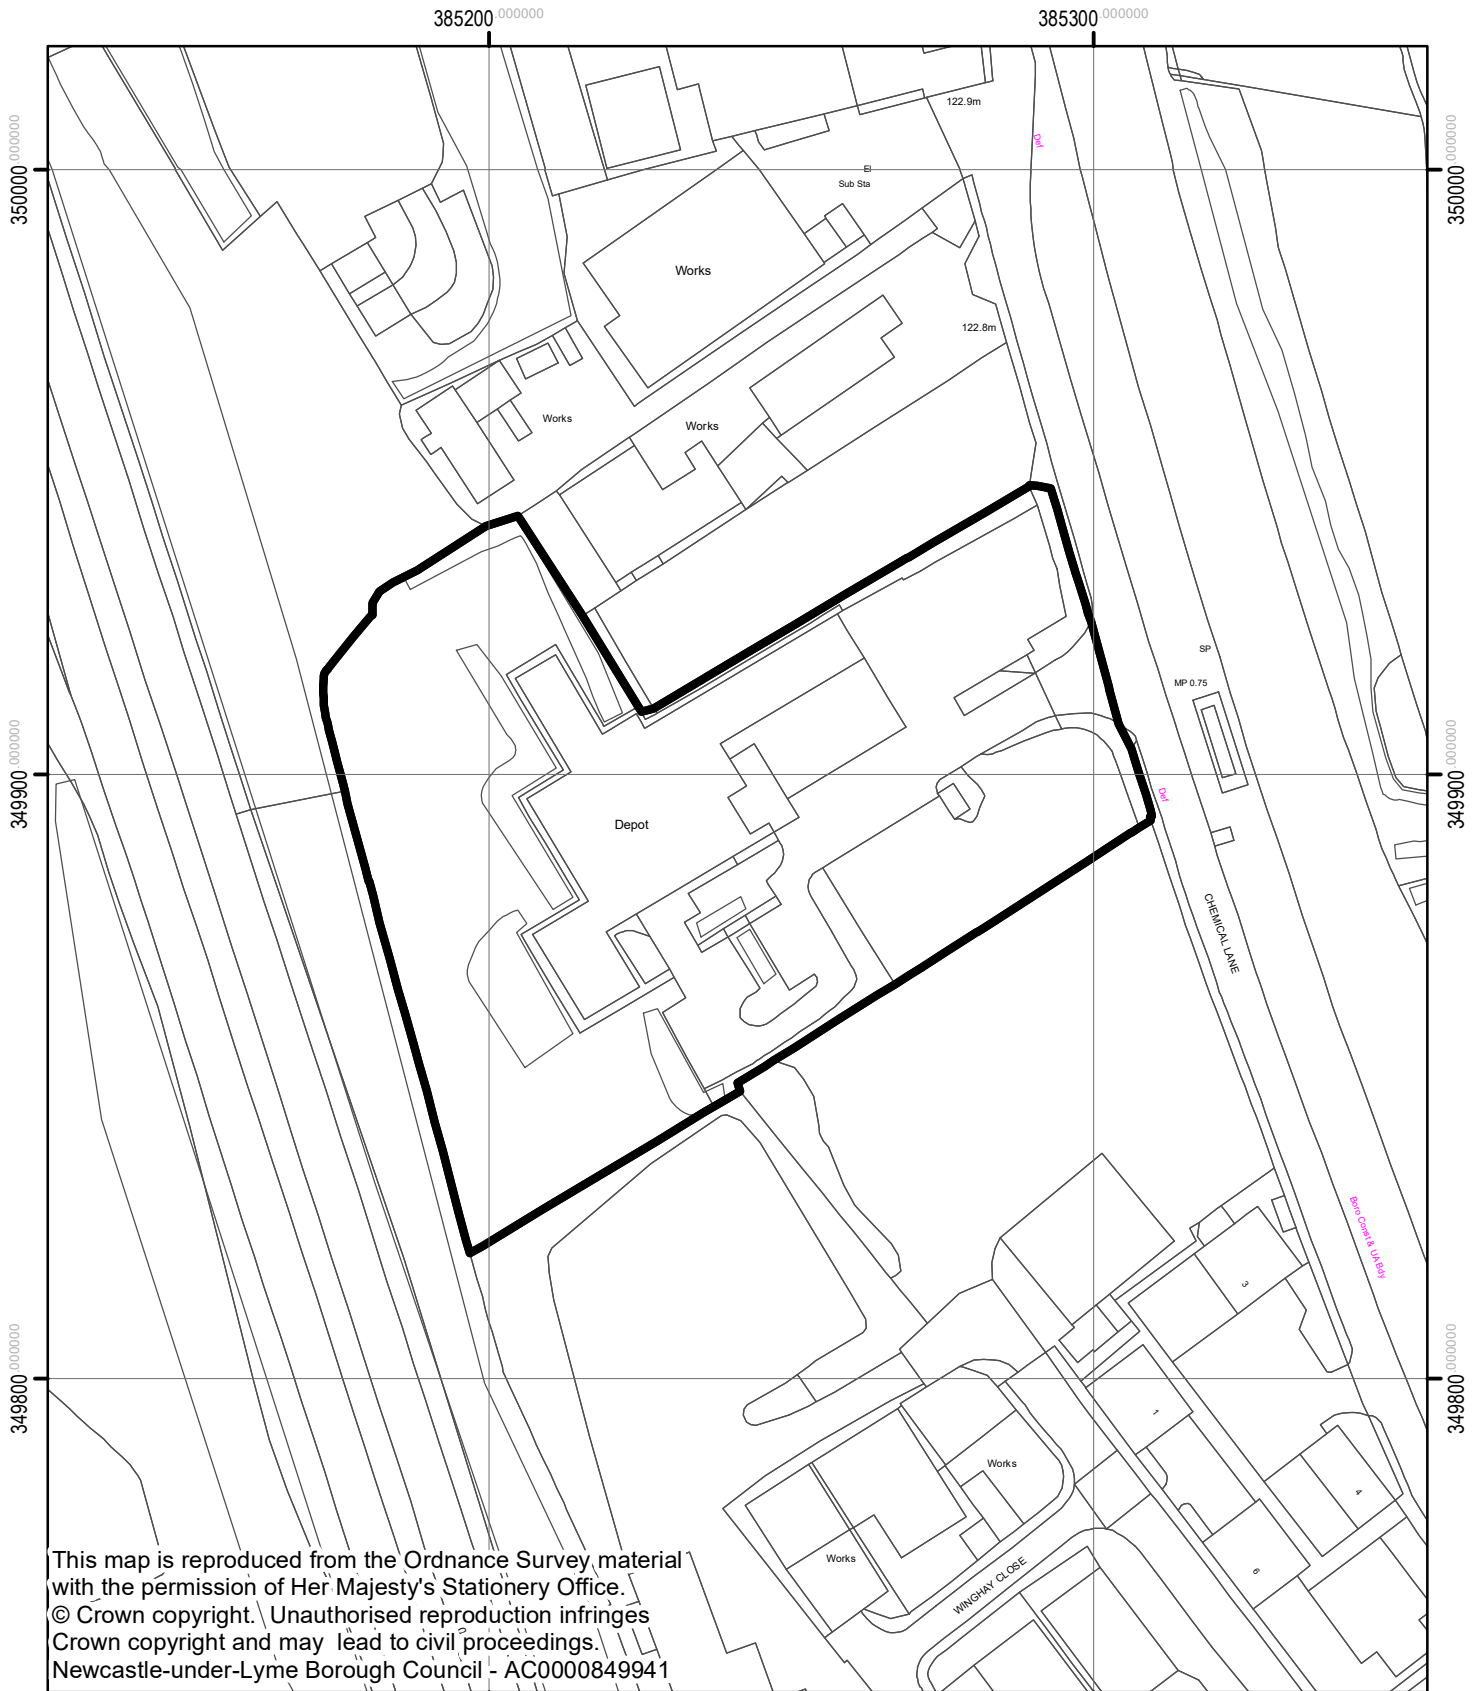 385200.000000
385300.000000
350000.000000
350000.000000
122.9m
Def
El
Sub Sta
Works
122.8m
Works
Works
SP
MP 0.75
349900.000000
349900.000000
Def
Depot
CHEMICAL LANE
Boro Const & UA Bdy
3
349800.000000
349800.000000
1
Works
4
Works
6
WINGHAY CLOSE
This map is reproduced from the Ordnance Survey material
with the permission of Her Majesty's Stationery Office.
© Crown copyright. Unauthorised reproduction infringes
Crown copyright and may lead to civil proceedings.
Newcastle-under-Lyme Borough Council - AC0000849941